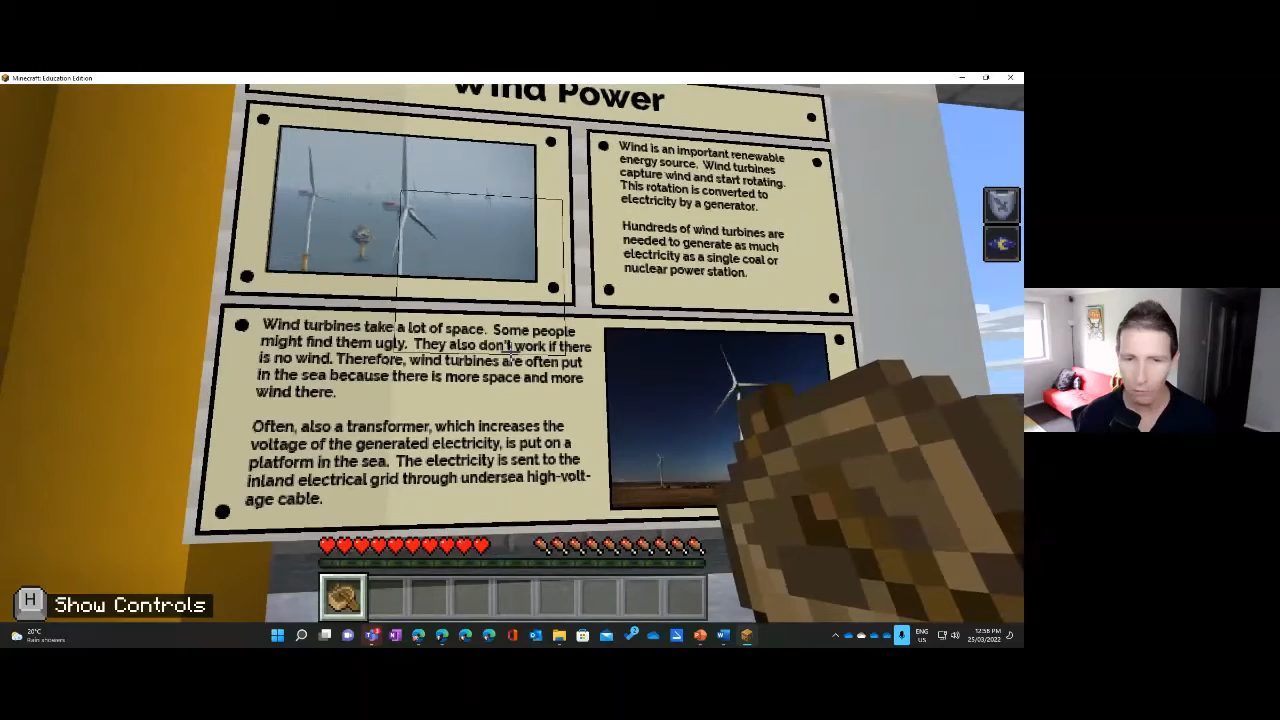 Minecraft: Education Edition
Wind Power
Wind is an important renewable
energy source. Wind turbines
capture wind and start rotating.
This rotation is converted to
electricity by a generator.
Hundreds of wind turbines are
needed to generate as much
electricity as a single coal or
nuclear power station.
Wind turbines take a lot of space. Some people
might find them ugly. They also don't work if there
is no wind. Therefore, wind turbines are often put
in the sea because there is more space and more
wind there.
Often, also a transformer, which increases the
voltage of the generated electricity, is put on a
platform in the sea. The electricity is sent to the
inland electrical grid through undersea high-volt-
age cable.
H Show Controls
20°C
Rain showers
ENG
US
12:56 PM
25/03/2022